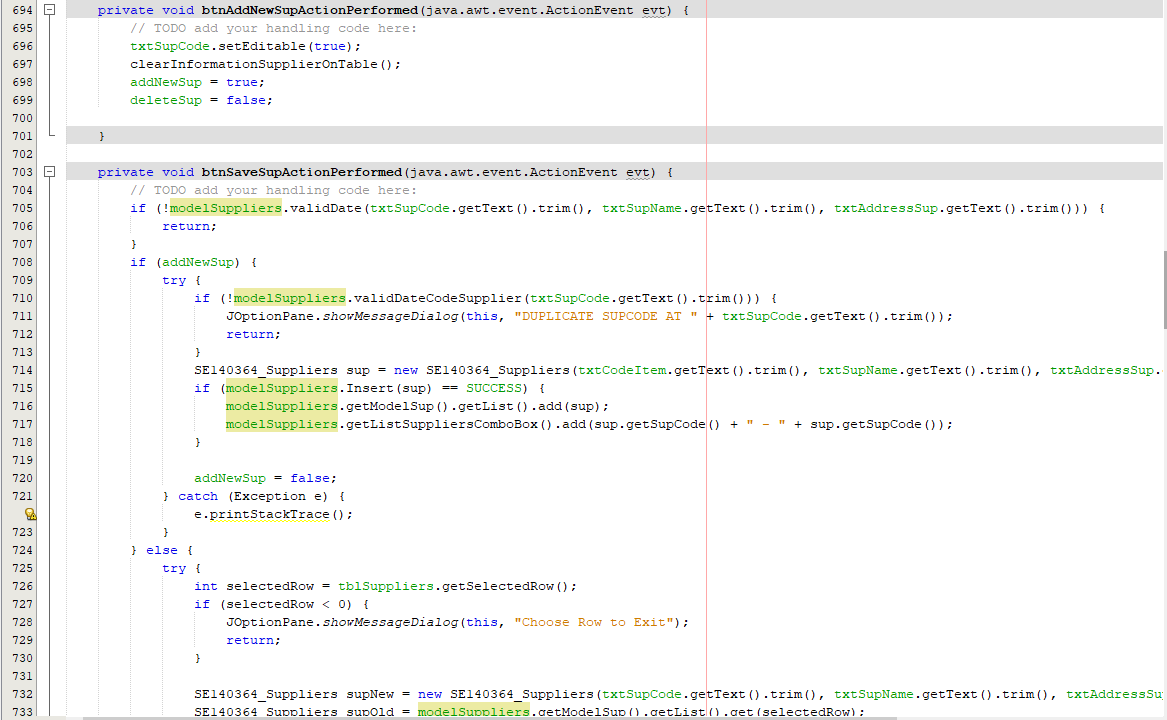 694 private void btnAddNewSupActionPerformed(java.awt.event.ActionEvent evt) {
695 // TODO add your handling code here:
696 txtSupCode.setEditable(true);
697 clearInformationSupplierOnTable();
698 addNewSup = true;
699 deleteSup = false;
700
701 }
702
703 private void btnSaveSupActionPerformed(java.awt.event.ActionEvent evt) {
704 // TODO add your handling code here:
705 if (!modelSuppliers.validDate(txtSupCode.getText().trim(), txtSupName.getText().trim(), txtAddressSup.getText().trim())) {
706 return;
707 }
708 if (addNewSup) {
709 try {
710 if (!modelSuppliers.validDateCodeSupplier(txtSupCode.getText().trim())) {
711 JOptionPane.showMessageDialog(this, "DUPLICATE SUPCODE AT " + txtSupCode.getText().trim());
712 return;
713 }
714 SE140364_Suppliers sup = new SE140364_Suppliers(txtCodeItem.getText().trim(), txtSupName.getText().trim(), txtAddressSup.
715 if (modelSuppliers.Insert(sup) == SUCCESS) {
716 modelSuppliers.getModelSup().getList().add(sup);
717 modelSuppliers.getListSuppliersComboBox().add(sup.getSupCode() + " - " + sup.getSupCode());
718 }
719
720 addNewSup = false;
721 } catch (Exception e) {
e.printStackTrace();
723 }
724 } else {
725 try {
726 int selectedRow = tblSuppliers.getSelectedRow();
727 if (selectedRow < 0) {
728 JOptionPane.showMessageDialog(this, "Choose Row to Exit");
729 return;
730 }
731
732 SE140364_Suppliers supNew = new SE140364_Suppliers(txtSupCode.getText().trim(), txtSupName.getText().trim(), txtAddressSu
733 SE140364_Suppliers supOld = modelSuppliers.getModelSup().getList().get(selectedRow);